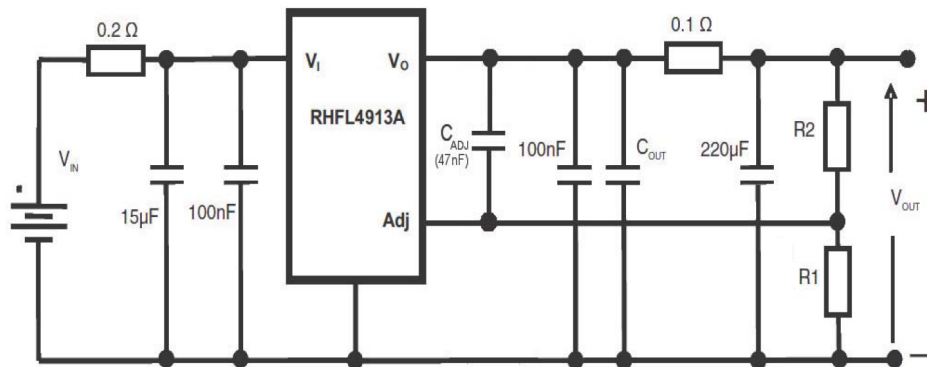 0.2 Ω
0.1 Ω
V_I
V_O
RHFL4913A
Adj
V_IN
15µF
100nF
C_ADJ
(47nF)
100nF
C_OUT
220µF
R2
R1
V_OUT
+
−